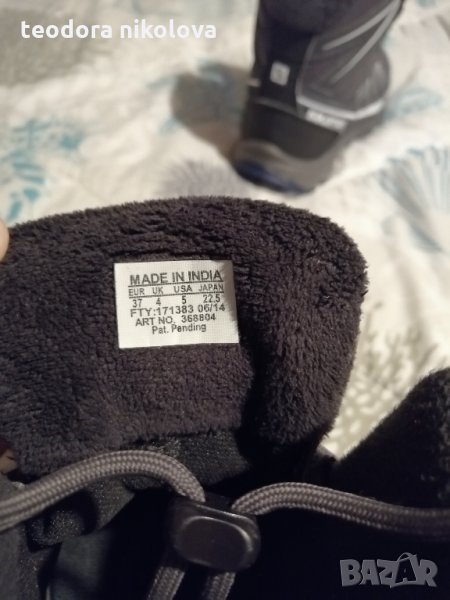 teodora nikolova
MADE IN INDIA
EUR UK USA JAPAN
37 4 5 22.5
FTY:171383 06/14
ART NO. 368804
Pat. Pending
BAZAR